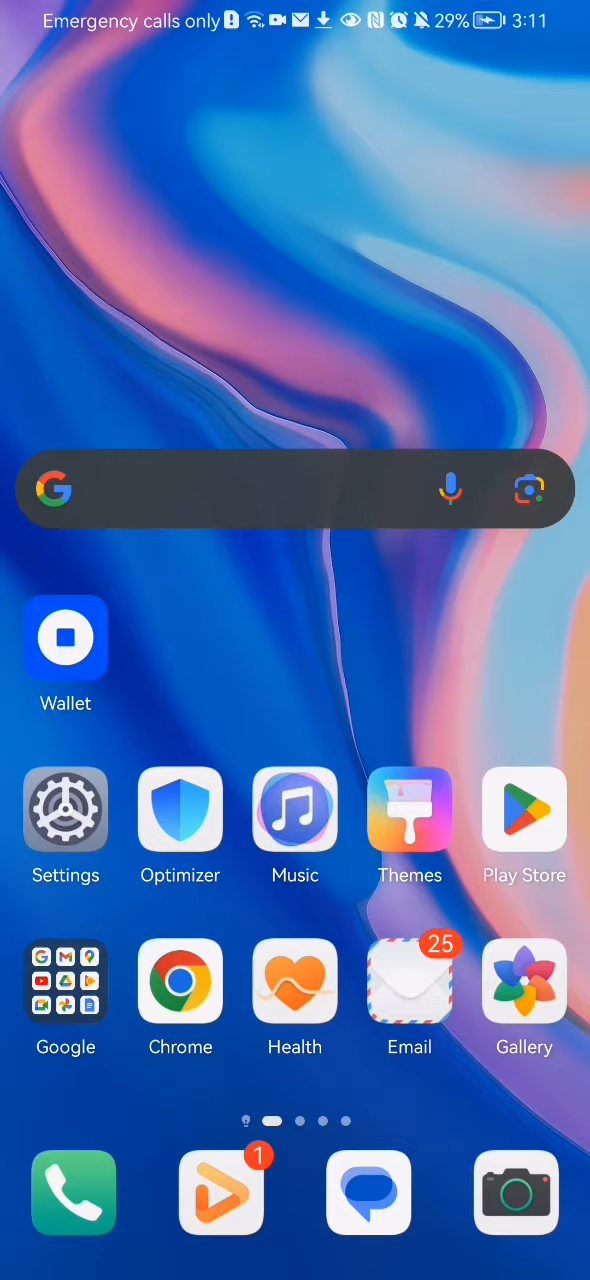 Emergency calls only 29% 3:11
Wallet
Settings Optimizer Music Themes Play Store
25
Google Chrome Health Email Gallery
1